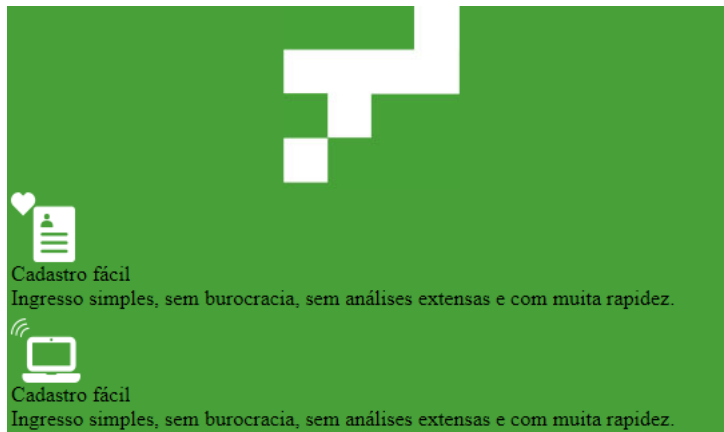 Cadastro fácil
Ingresso simples, sem burocracia, sem análises extensas e com muita rapidez.
Cadastro fácil
Ingresso simples, sem burocracia, sem análises extensas e com muita rapidez.